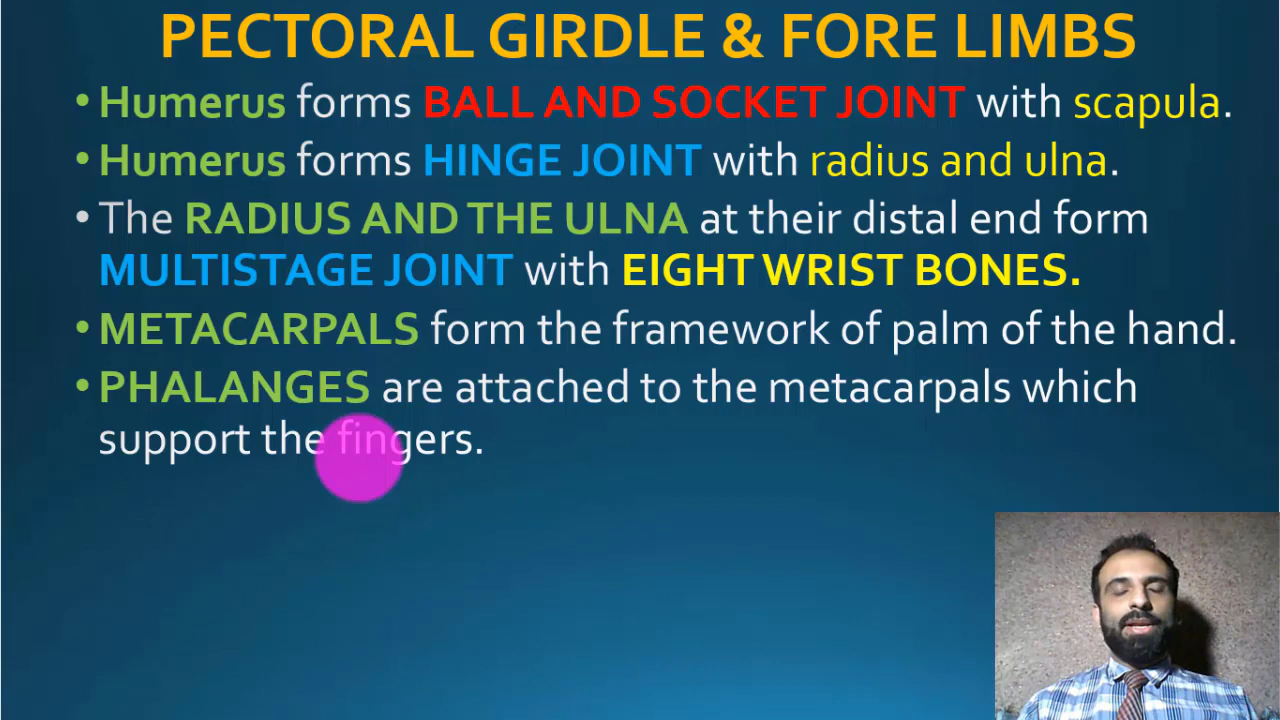 PECTORAL GIRDLE & FORE LIMBS
• Humerus forms BALL AND SOCKET JOINT with scapula.
• Humerus forms HINGE JOINT with radius and ulna.
• The RADIUS AND THE ULNA at their distal end form
MULTISTAGE JOINT with EIGHT WRIST BONES.
• METACARPALS form the framework of palm of the hand.
• PHALANGES are attached to the metacarpals which
support the fingers.